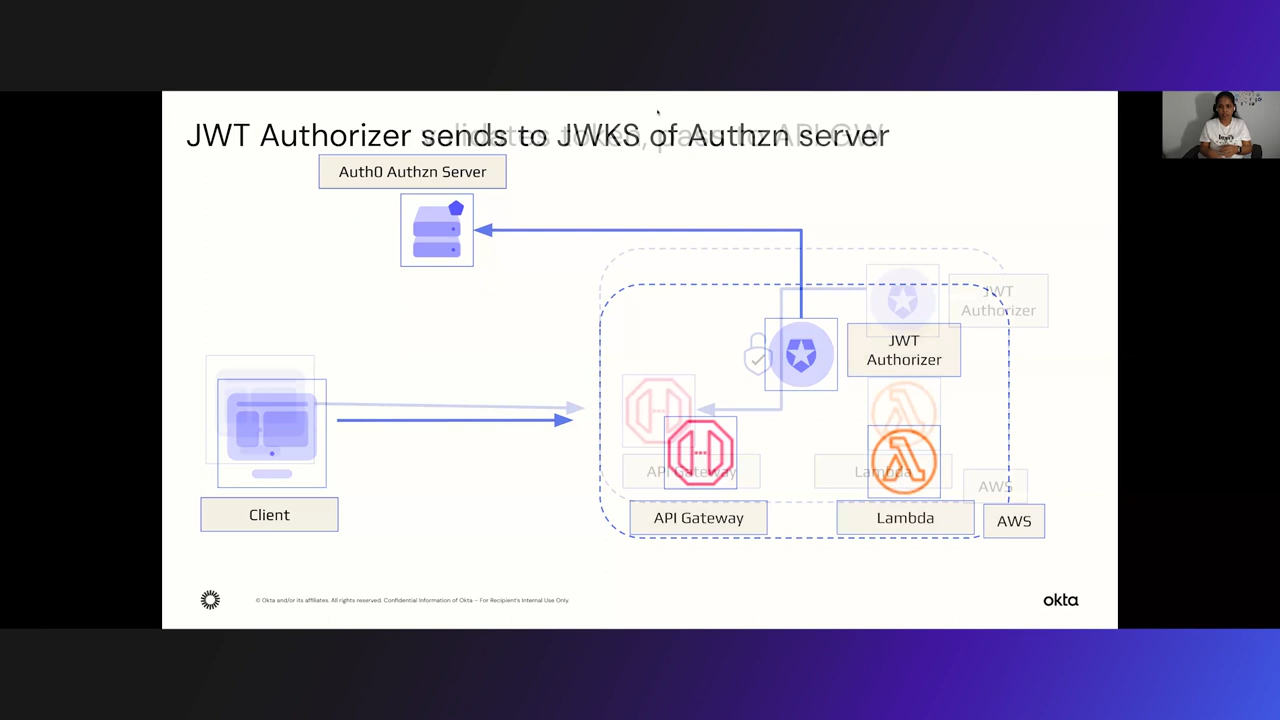 JWT Authorizer sends to JWKS of Authzn server
Auth0 Authzn Server
JWT
Authorizer
JWT
Authorizer
API Gateway
Lambda
AWS
Client
API Gateway
Lambda
AWS
© Okta and/or its affiliates. All rights reserved. Confidential Information of Okta – For Recipient's Internal Use Only.
okta